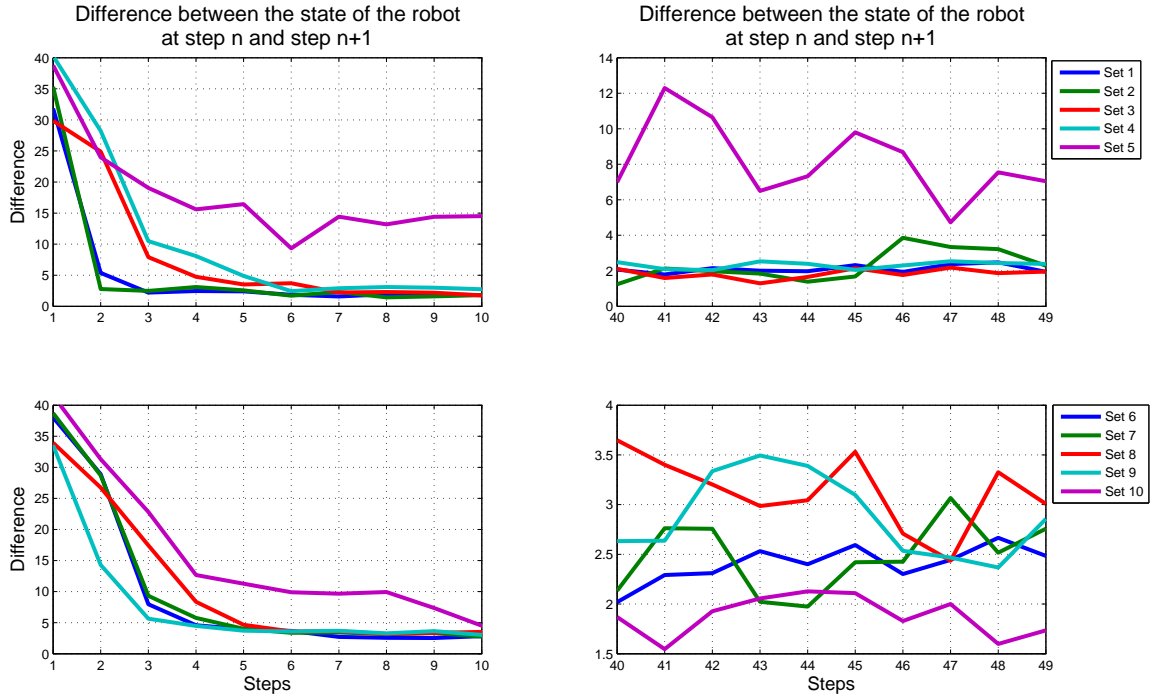 Difference between the state of the robot
at step n and step n+1
Difference between the state of the robot
at step n and step n+1
40
35
30
25
20
15
10
5
0
Difference
1 2 3 4 5 6 7 8 9 10
14
12
10
8
6
4
2
0
40 41 42 43 44 45 46 47 48 49
Set 1
Set 2
Set 3
Set 4
Set 5
40
35
30
25
20
15
10
5
0
Difference
1 2 3 4 5 6 7 8 9 10
Steps
4
3.5
3
2.5
2
1.5
40 41 42 43 44 45 46 47 48 49
Steps
Set 6
Set 7
Set 8
Set 9
Set 10